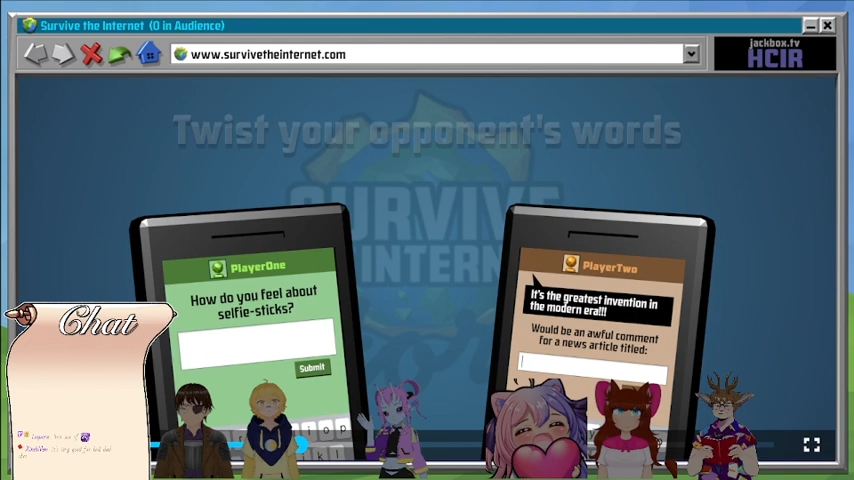 Survive the Internet (0 in Audience)
www.survivetheinternet.com
jackbox.tv
HCIR
Twist your opponent's words
SURVIVE
INTERNET
PlayerOne
How do you feel about
selfie-sticks?
Submit
i o p
k l
PlayerTwo
It's the greatest invention in
the modern era!!!
Would be an awful comment
for a news article titled:
Chat